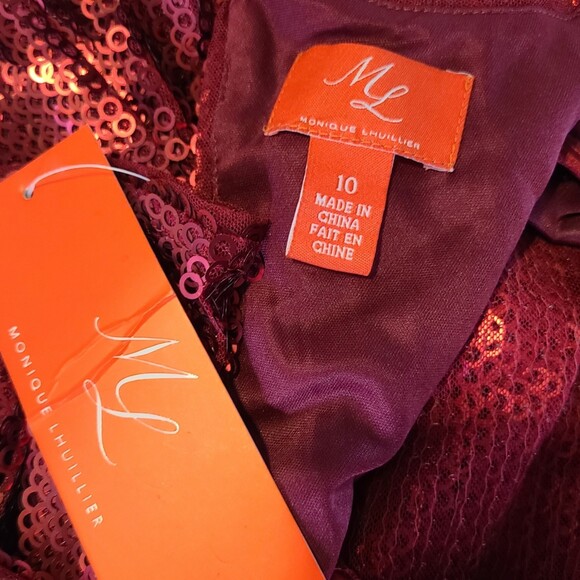 ML
MONIQUE LHUILLIER
10
MADE IN
CHINA
FAIT EN
CHINE
ML
MONIQUE LHUILLIER